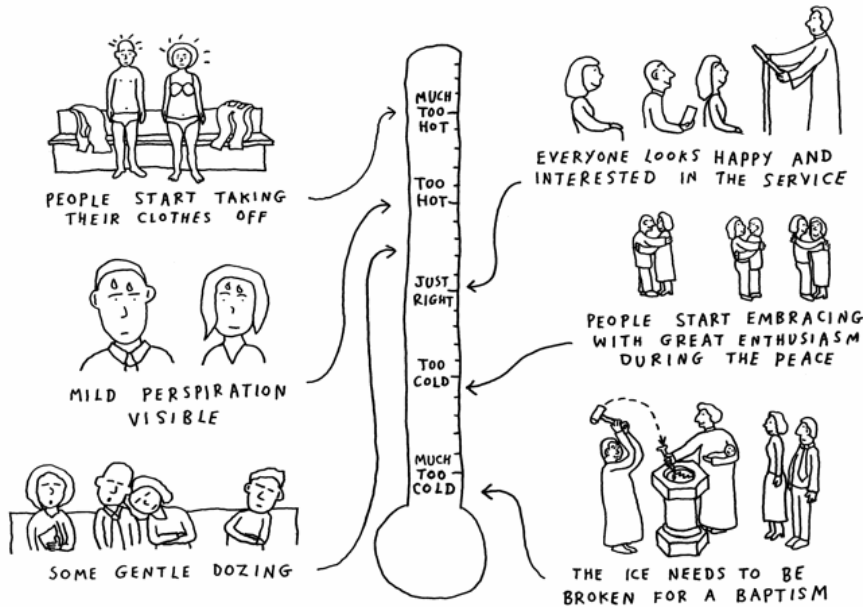 PEOPLE START TAKING
THEIR CLOTHES OFF
MILD PERSPIRATION
VISIBLE
SOME GENTLE DOZING
MUCH
TOO
HOT
TOO
HOT
JUST
RIGHT
TOO
COLD
MUCH
TOO
COLD
EVERYONE LOOKS HAPPY AND
INTERESTED IN THE SERVICE
PEOPLE START EMBRACING
WITH GREAT ENTHUSIASM
DURING THE PEACE
THE ICE NEEDS TO BE
BROKEN FOR A BAPTISM